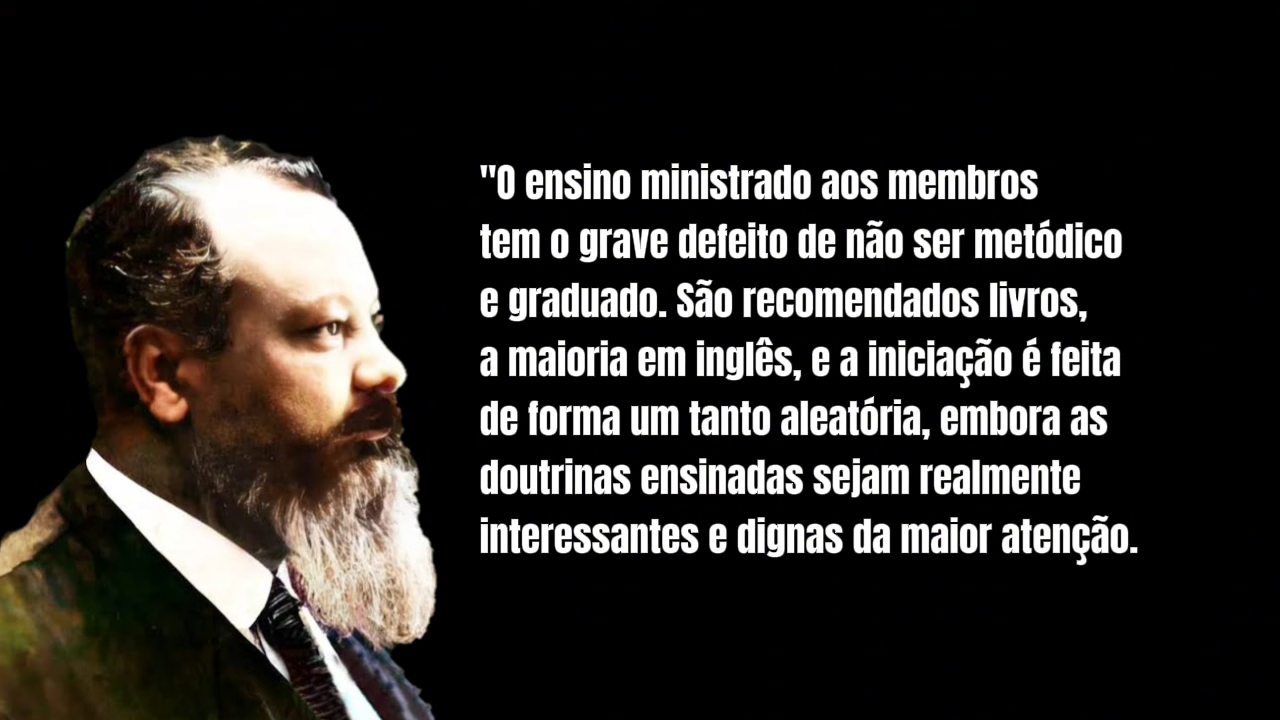 "O ensino ministrado aos membros
tem o grave defeito de não ser metódico
e graduado. São recomendados livros,
a maioria em inglês, e a iniciação é feita
de forma um tanto aleatória, embora as
doutrinas ensinadas sejam realmente
interessantes e dignas da maior atenção.